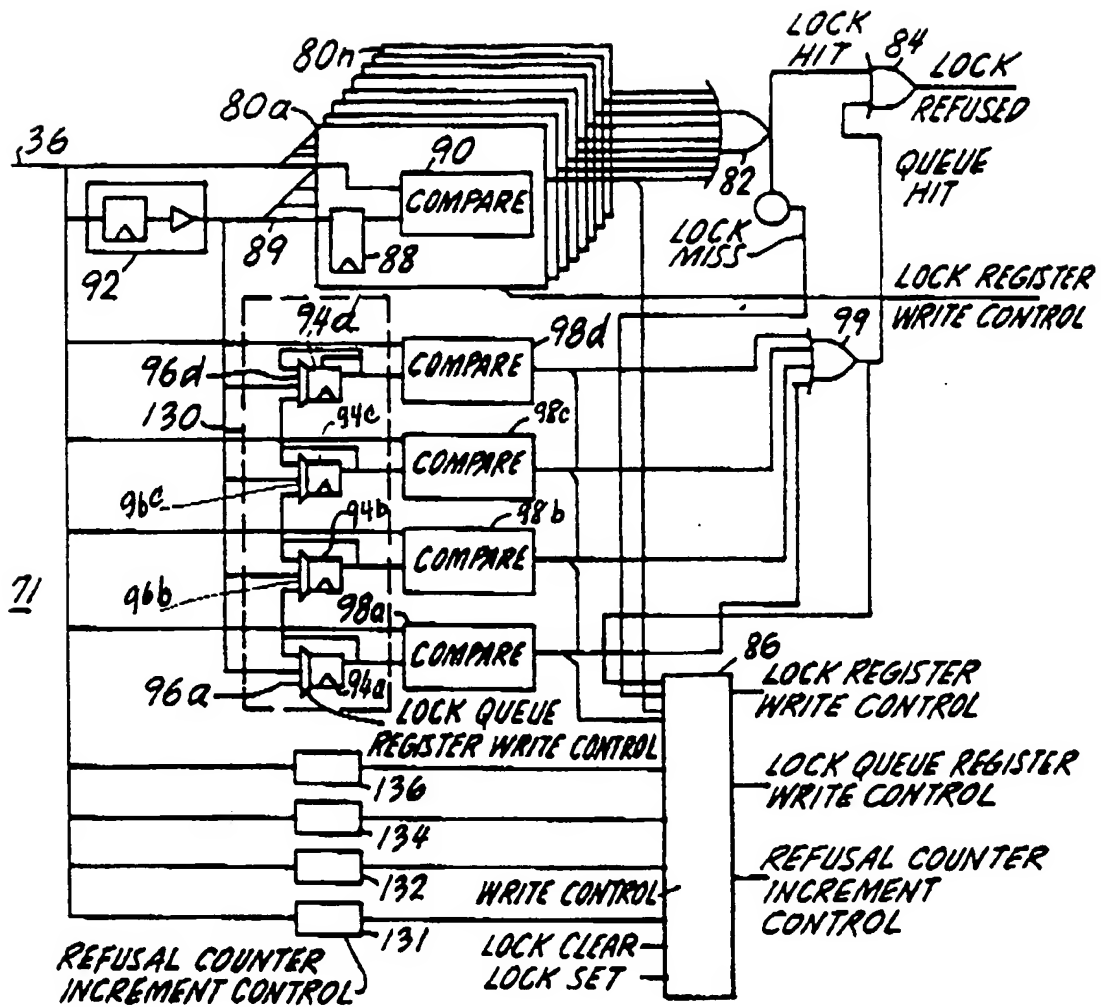 80n
LOCK
HIT
84
LOCK
REFUSED
80a
36
90
COMPARE
82
QUEUE
HIT
92
89
88
LOCK
MISS
LOCK REGISTER
WRITE CONTROL
94d
98d
99
96d
COMPARE
130
94c
98c
COMPARE
96c
94b
98b
COMPARE
71
96b
98a
COMPARE
86
96a
94a
LOCK QUEUE
REGISTER WRITE CONTROL
LOCK REGISTER
WRITE CONTROL
136
LOCK QUEUE REGISTER
WRITE CONTROL
134
132
WRITE CONTROL
REFUSAL COUNTER
INCREMENT
CONTROL
131
LOCK CLEAR
LOCK SET
REFUSAL COUNTER
INCREMENT CONTROL